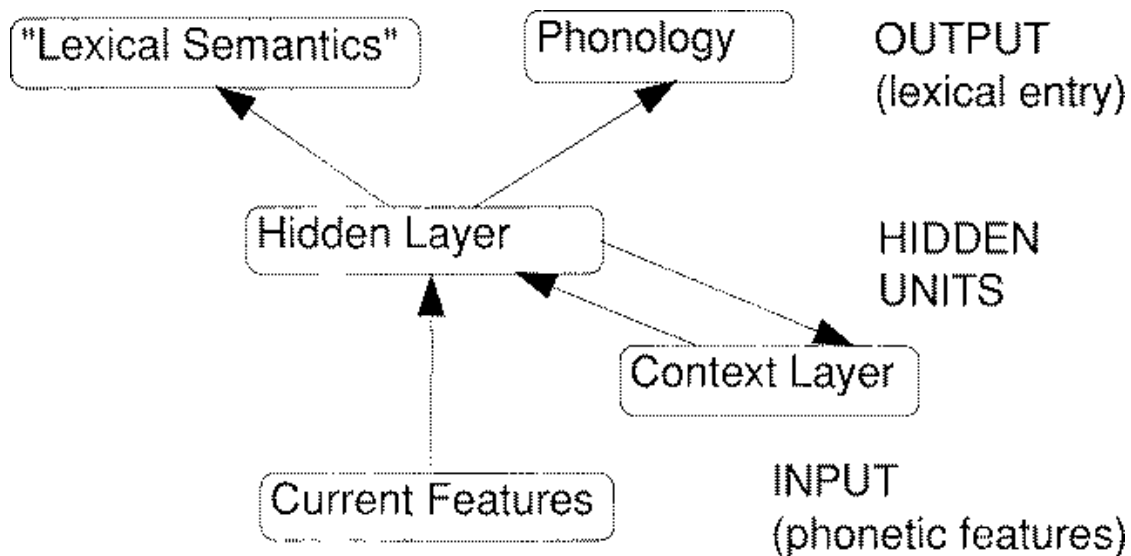 "Lexical Semantics"
Phonology
OUTPUT
(lexical entry)
Hidden Layer
HIDDEN
UNITS
Context Layer
Current Features
INPUT
(phonetic features)